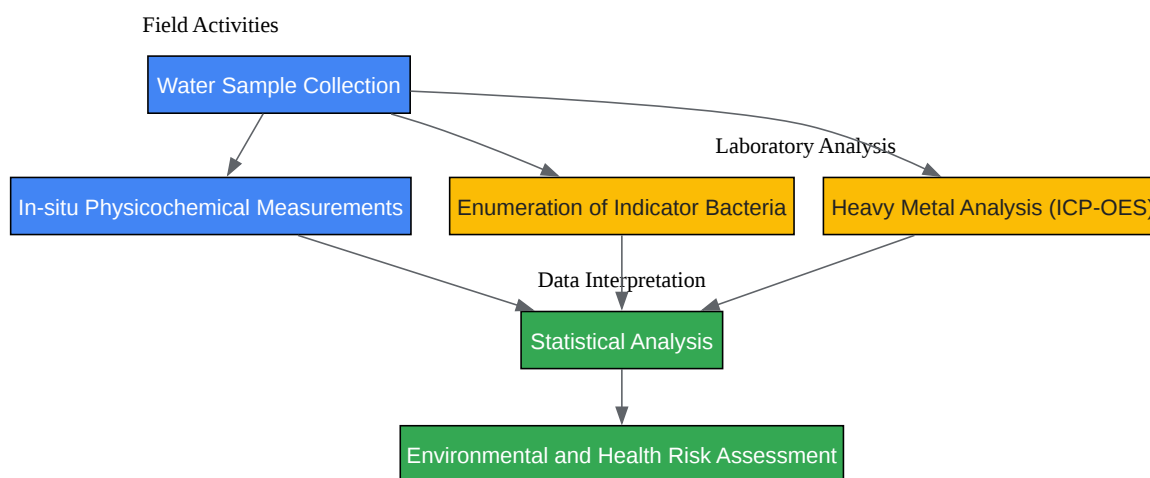 Field Activities
Water Sample Collection
Laboratory Analysis
In-situ Physicochemical Measurements
Enumeration of Indicator Bacteria
Heavy Metal Analysis (ICP-OES)
Data Interpretation
Statistical Analysis
Environmental and Health Risk Assessment